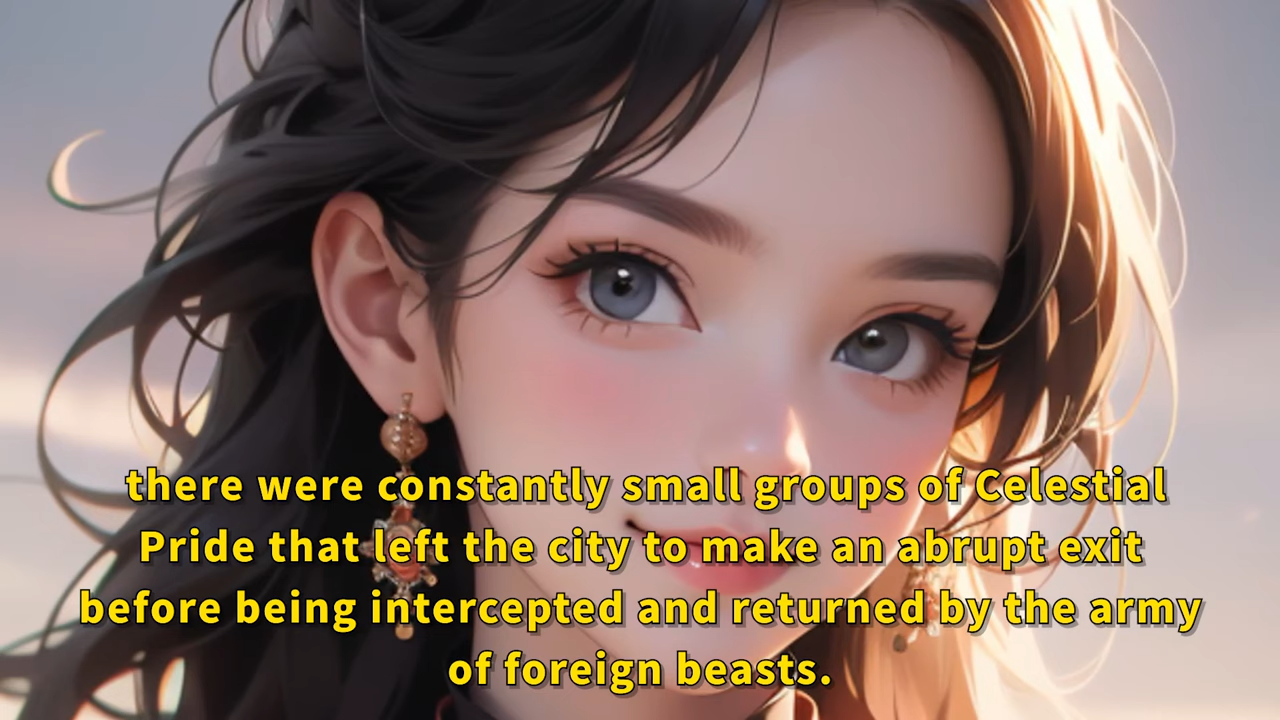 there were constantly small groups of Celestial
Pride that left the city to make an abrupt exit
before being intercepted and returned by the army
of foreign beasts.